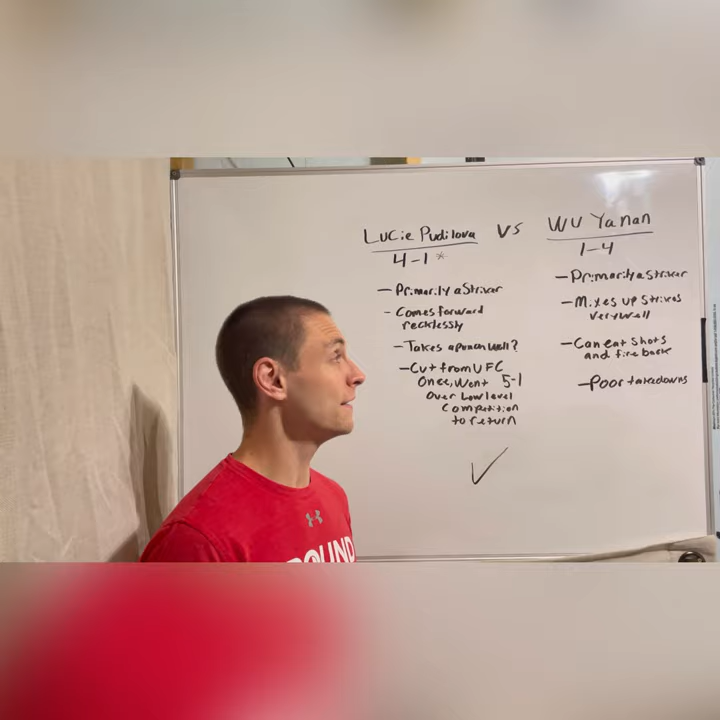 Lucie Pudilova vs Wu Yanan
4-1*
1-4
- Primarily a Striker
- Comes forward
recklessly
- Takes a punch well?
- Cut from UFC
Once, Went 5-1
Over Low level
Competition
to return
- Primarily a Striker
- Mixes up Strikes
very well
- Can eat Shots
and fire back
- Poor takedowns
ROUND